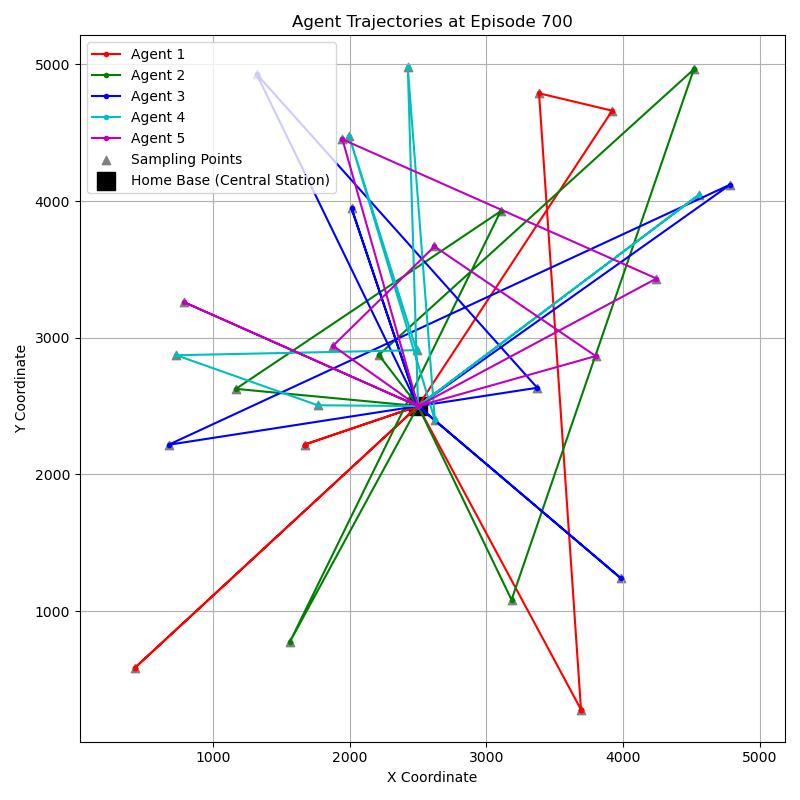 Agent Trajectories at Episode 700
Agent 1
Agent 2
Agent 3
Agent 4
Agent 5
Sampling Points
Home Base (Central Station)
5000
4000
3000
2000
1000
Y Coordinate
1000 2000 3000 4000 5000
X Coordinate